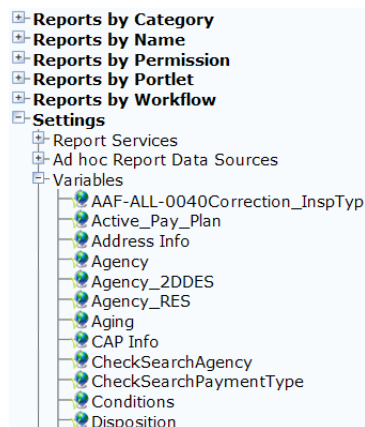 Reports by Category
Reports by Name
Reports by Permission
Reports by Portlet
Reports by Workflow
Settings
Report Services
Ad hoc Report Data Sources
Variables
AAF-ALL-0040Correction_InspTyp
Active_Pay_Plan
Address Info
Agency
Agency_2DDES
Agency_RES
Aging
CAP Info
CheckSearchAgency
CheckSearchPaymentType
Conditions
Disposition